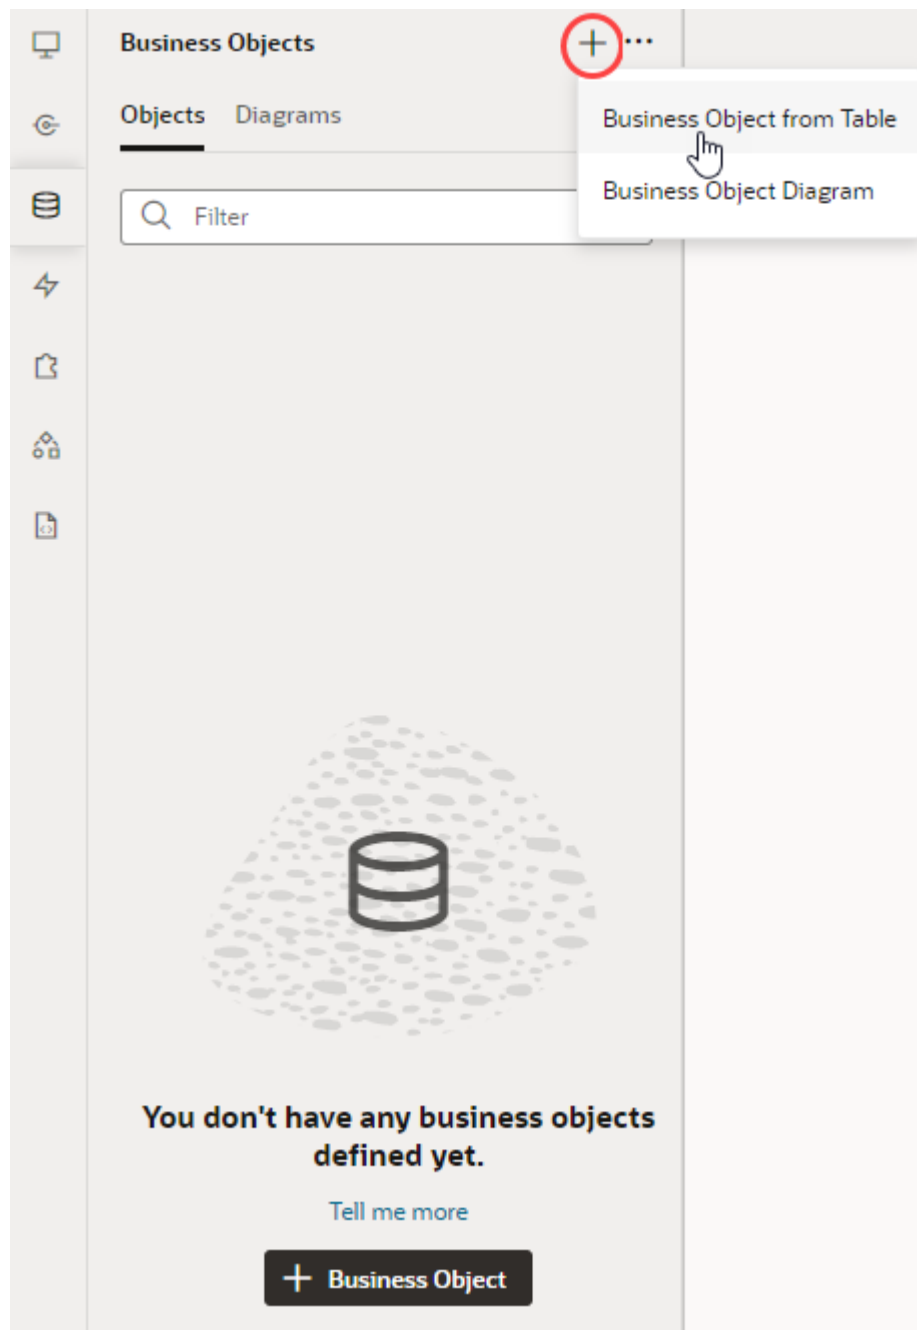 Business Objects
Objects Diagrams
Business Object from Table
Business Object Diagram
Filter
You don't have any business objects
defined yet.
Tell me more
Business Object